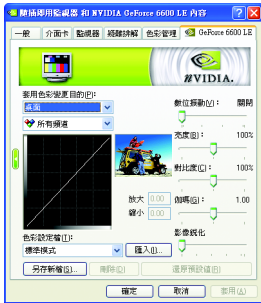 隨插即用監視器 和 NVIDIA GeForce 6600 LE 內容
一般 介面卡 監視器 疑難排解 色彩管理 GeForce 6600 LE
NVIDIA.
套用色彩變更目的(P):
桌面
所有頻道
數位振動(V): 關閉
亮度(B): 100%
對比度(C): 100%
放大 0.00
縮小 0.00
伽瑪(G): 1.00
影像銳化
色彩設定檔(T):
標準模式
匯入(I)...
另存新檔(S)... 刪除(D) 還原預設值(R)
確定 取消 套用(A)